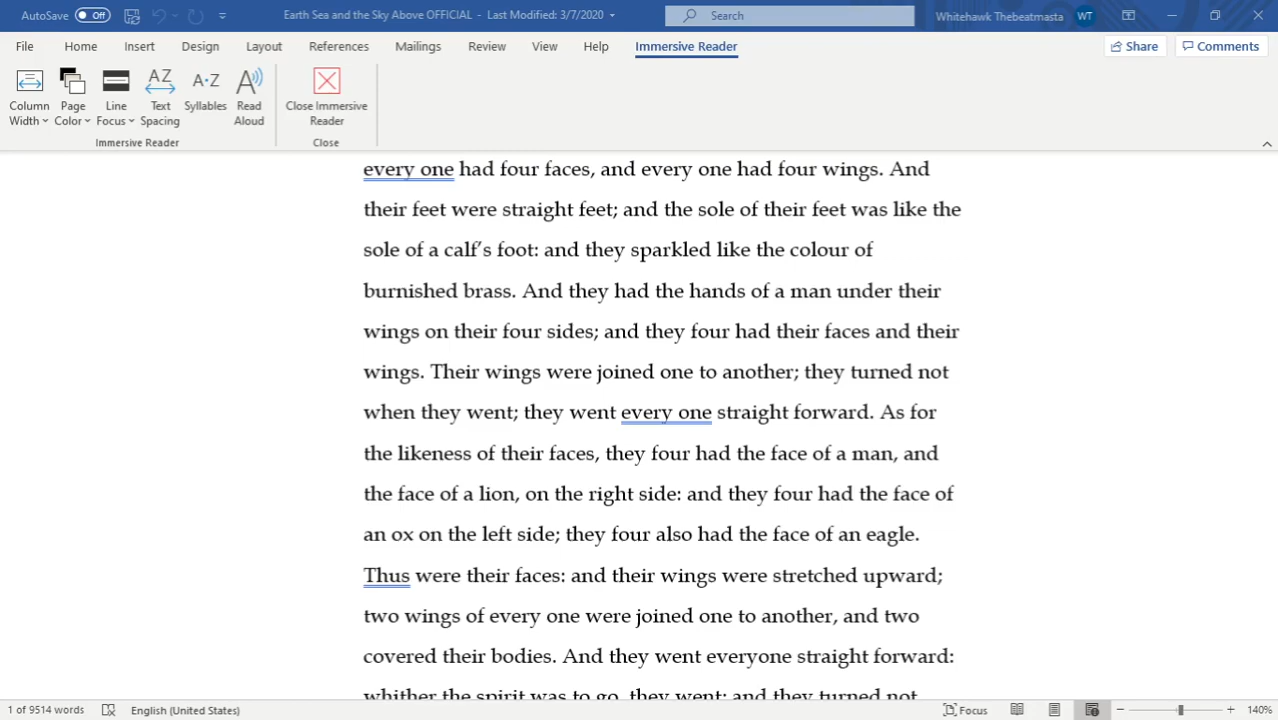 AutoSave Off Earth Sea and the Sky Above OFFICIAL - Last Modified: 3/7/2020 Search Whitehawk Thebeatmasta WT
File Home Insert Design Layout References Mailings Review View Help Immersive Reader Share Comments
Column Width Page Color Line Focus Text Spacing Syllables Read Aloud Close Immersive Reader
Immersive Reader Close
every one had four faces, and every one had four wings. And
their feet were straight feet; and the sole of their feet was like the
sole of a calf’s foot: and they sparkled like the colour of
burnished brass. And they had the hands of a man under their
wings on their four sides; and they four had their faces and their
wings. Their wings were joined one to another; they turned not
when they went; they went every one straight forward. As for
the likeness of their faces, they four had the face of a man, and
the face of a lion, on the right side: and they four had the face of
an ox on the left side; they four also had the face of an eagle.
Thus were their faces: and their wings were stretched upward;
two wings of every one were joined one to another, and two
covered their bodies. And they went everyone straight forward:
whither the spirit was to go, they went; and they turned not
1 of 9514 words English (United States) Focus 140%